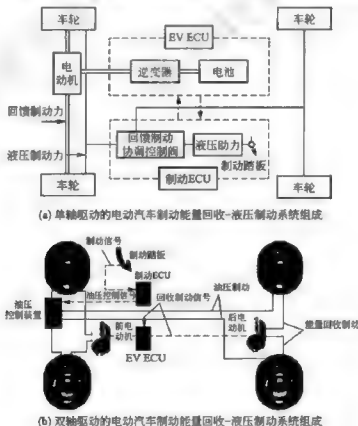 车轮
车轮
EV ECU
电动机
逆变器
电池
回馈制动力
液压制动力
回馈制动协调控制阀
液压助力
制动踏板
制动ECU
车轮
车轮
(a) 单轴驱动的电动汽车制动能量回收-液压制动系统组成
制动信号
制动踏板
制动ECU
油压控制信号
回收制动信号
油压制动
油压控制装置
前电动机
后电动机
能量回收制动
EV ECU
(b) 双轴驱动的电动汽车制动能量回收-液压制动系统组成